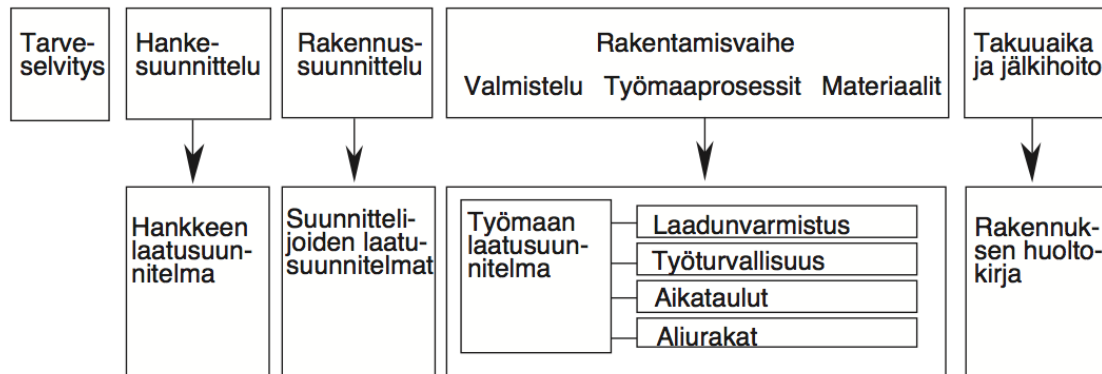 Tarve-
selvitys
Hanke-
suunnittelu
Rakennus-
suunnittelu
Rakentamisvaihe
Valmistelu Työmaaprosessit Materiaalit
Takuuaika
ja jälkihoito
Hankkeen
laatusuun-
nitelma
Suunnitteli-
joiden laatu-
suunnitelmat
Työmaan
laatusuun-
nitelma
Laadunvarmistus
Työturvallisuus
Aikataulut
Aliurakat
Rakennuk-
sen huolto-
kirja